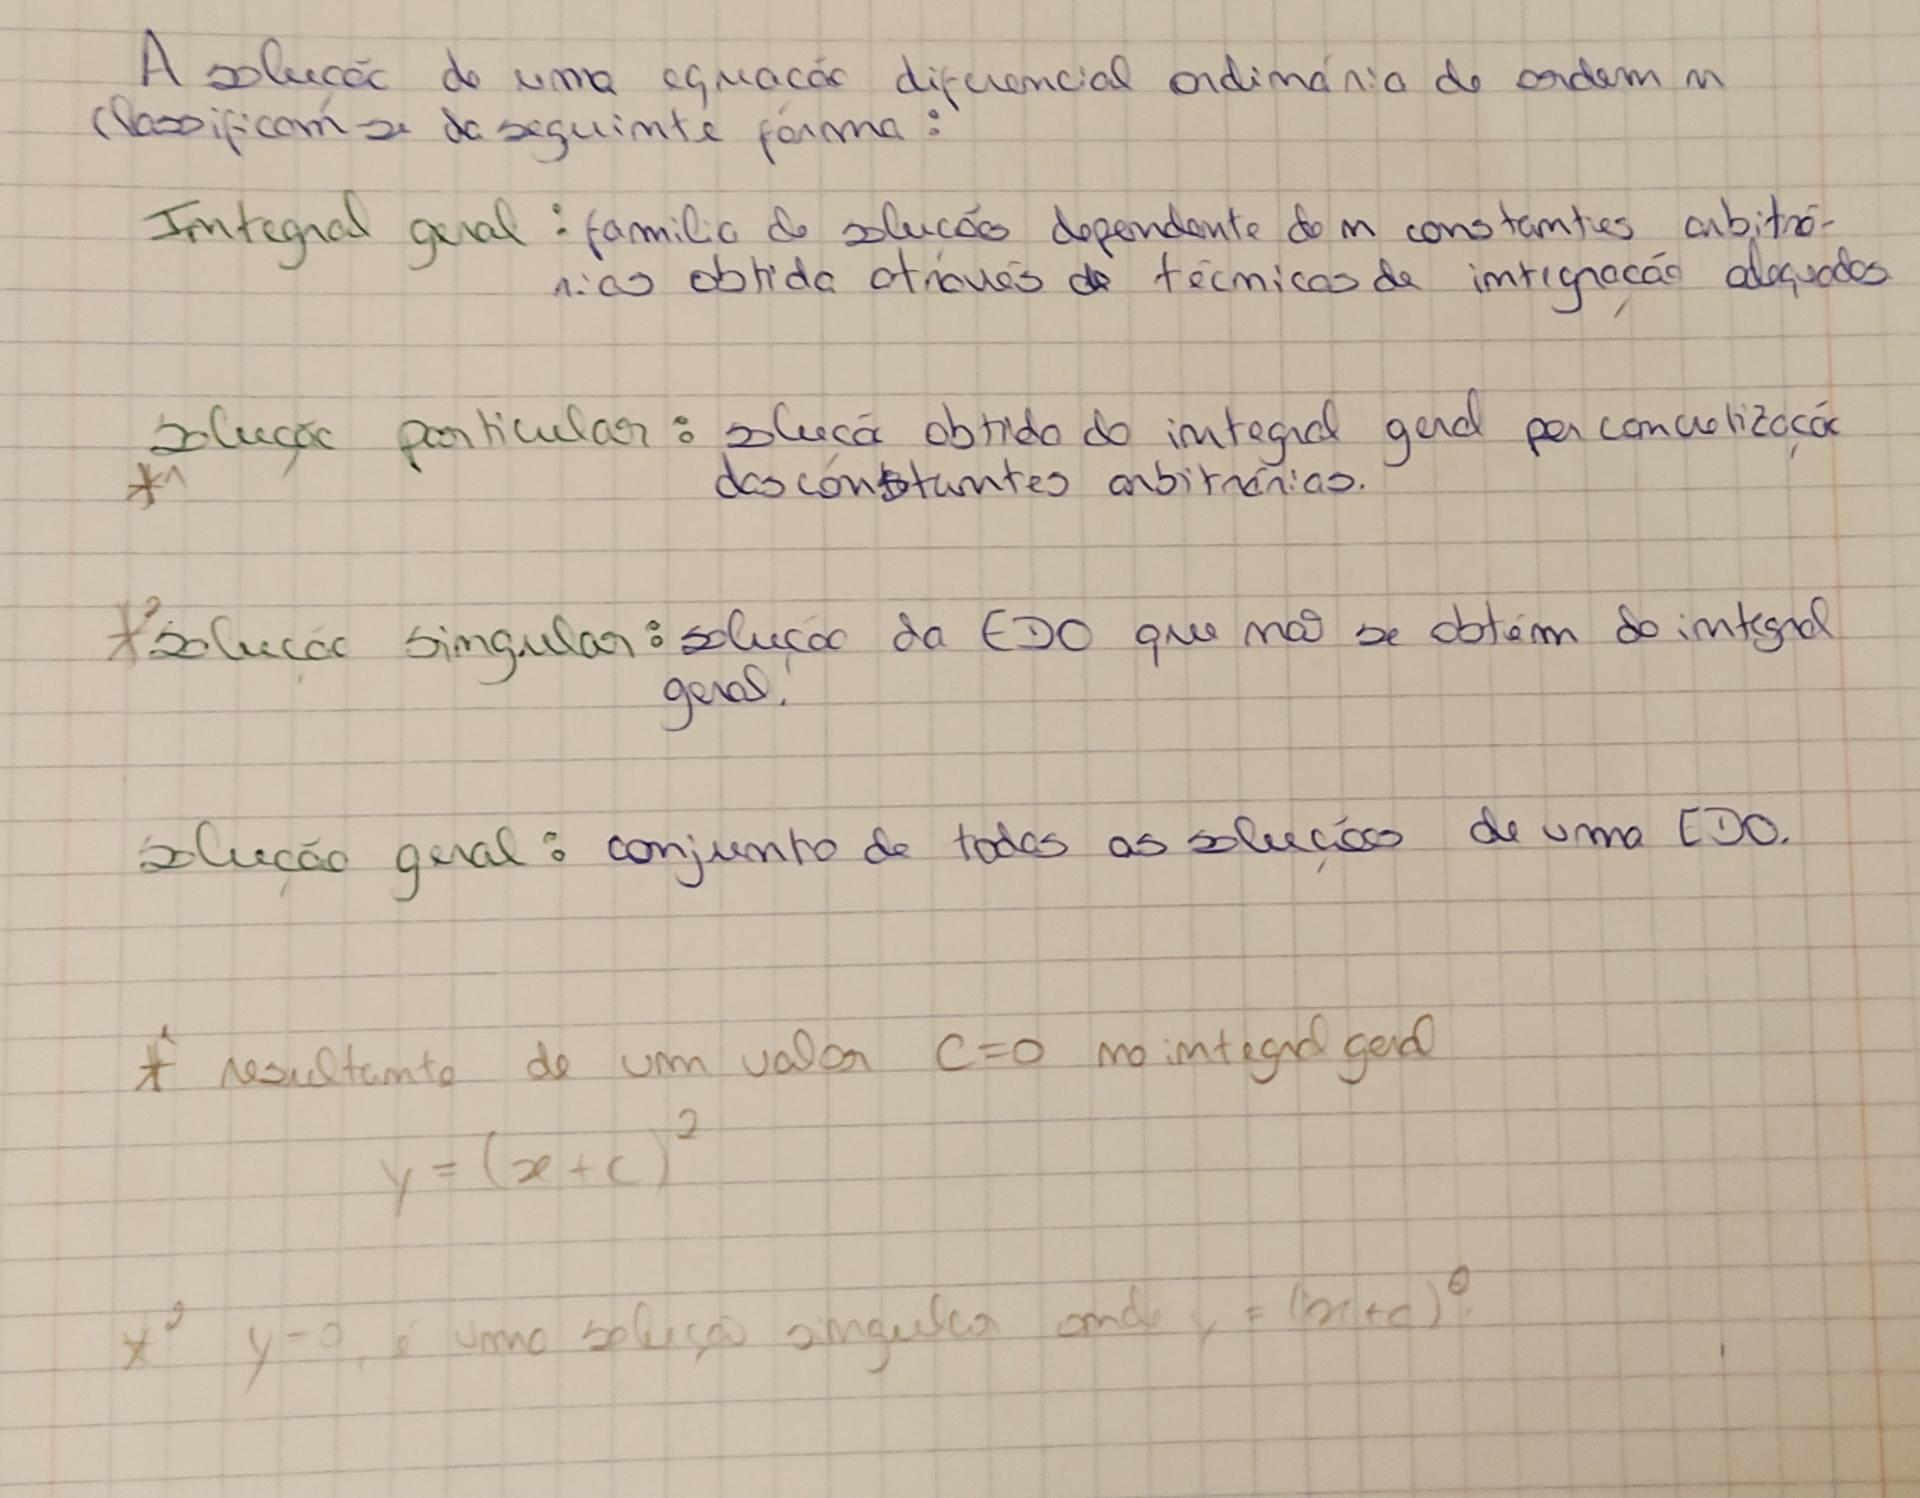 A solução de uma equação diferencial ordinária de ordem n
classificam-se da seguinte forma:
Integral geral: familia de soluções dependente de n constantes arbitrá-
rias obtida através de técnicas de integração adequadas
solução particular: soluçã obtida do integral geral por concretização
*1 das constantes arbitrárias.
*2 solução singular: solução da EDO que não se obtém do integral
geral.
solução geral: conjunto de todas as soluções de uma EDO.
*1 resultante de um valor C=0 no integral geral
y = (x+c)²
*2 y=0, é uma solução singular onde y = (x+c)